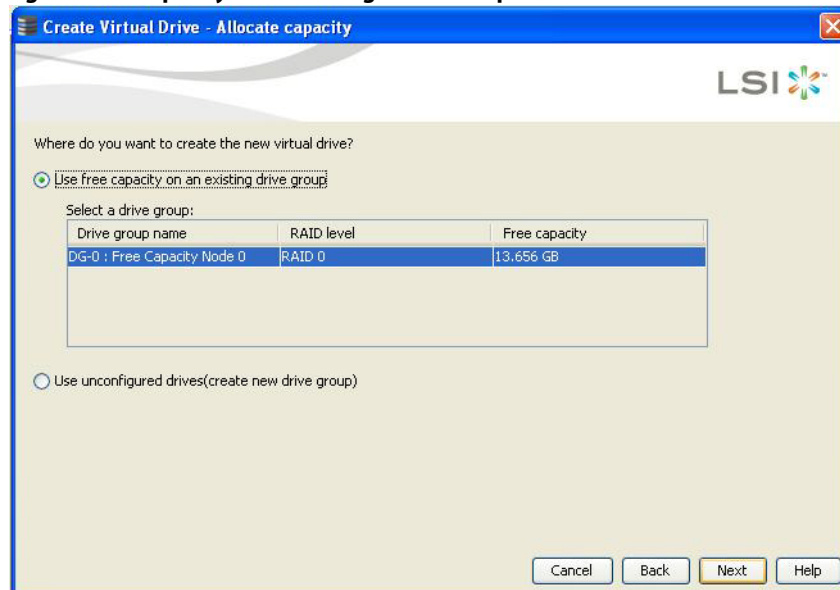 Create Virtual Drive - Allocate capacity
LSI
Where do you want to create the new virtual drive?
Use free capacity on an existing drive group
Select a drive group:
Drive group name RAID level Free capacity
DG-0 : Free Capacity Node 0 RAID 0 13.656 GB
Use unconfigured drives(create new drive group)
Cancel Back Next Help